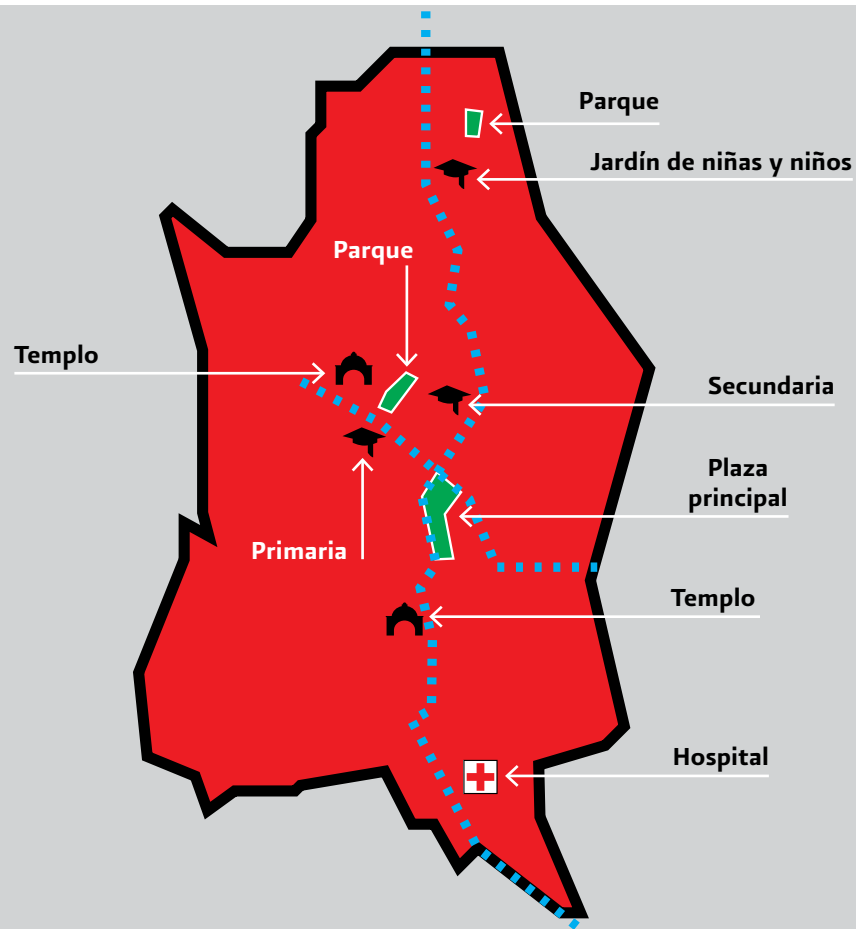 Parque
Jardín de niñas y niños
Parque
Templo
Secundaria
Plaza
principal
Primaria
Templo
Hospital